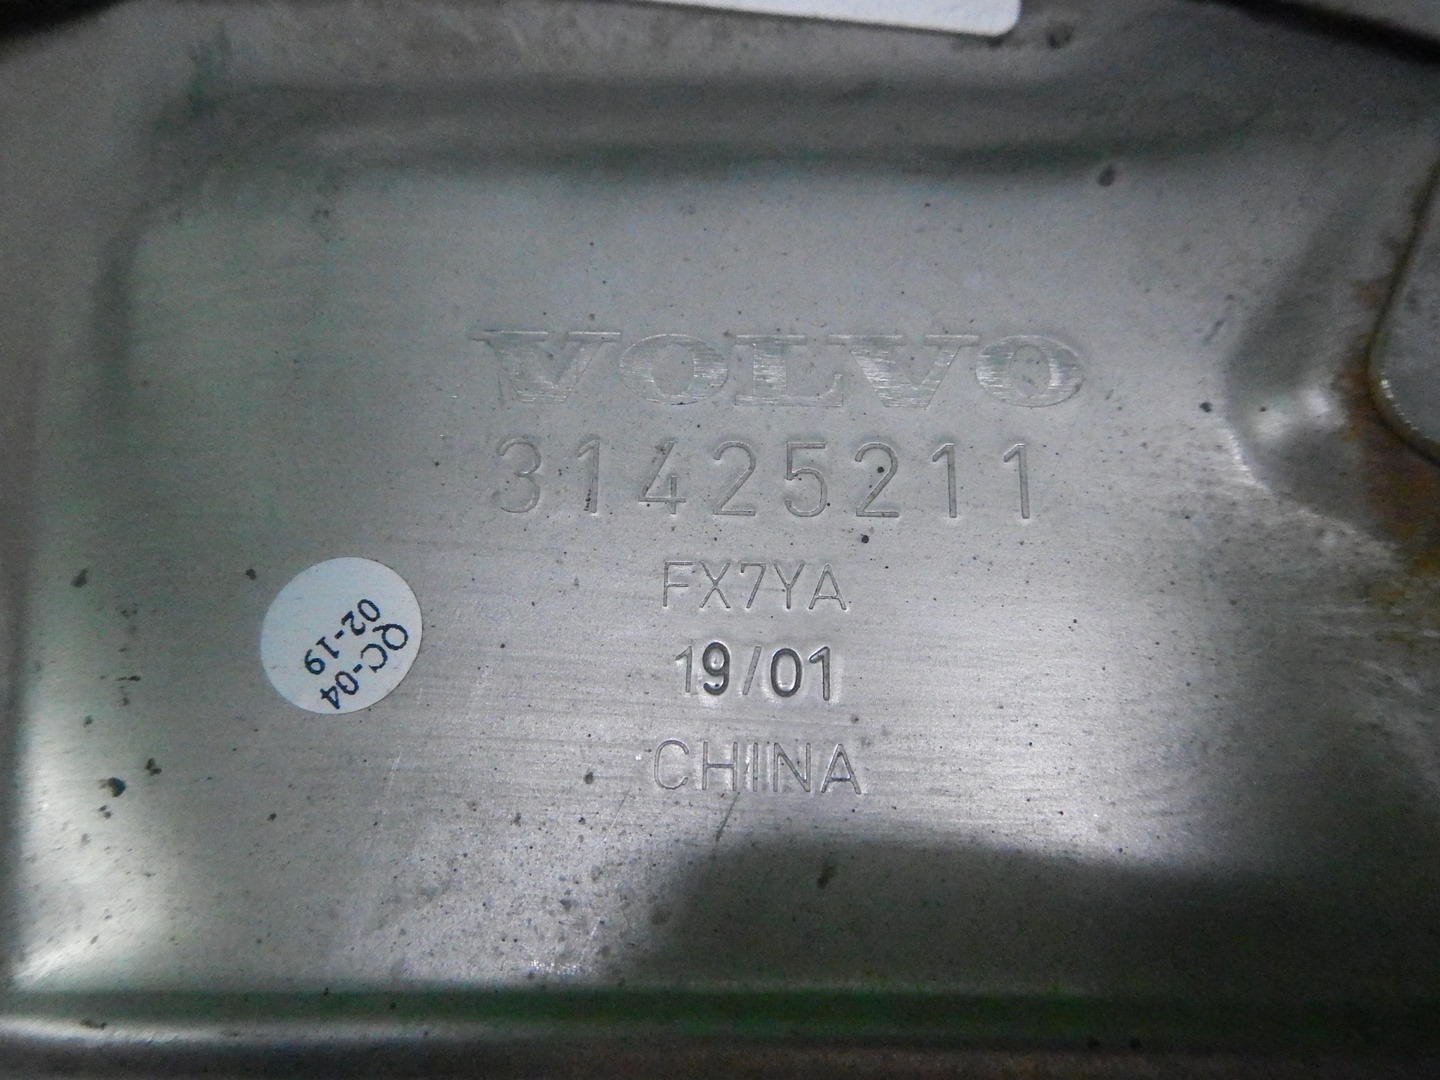 VOLVO
31425211
FX7YA
19/01
CHINA
QC-04
02-19